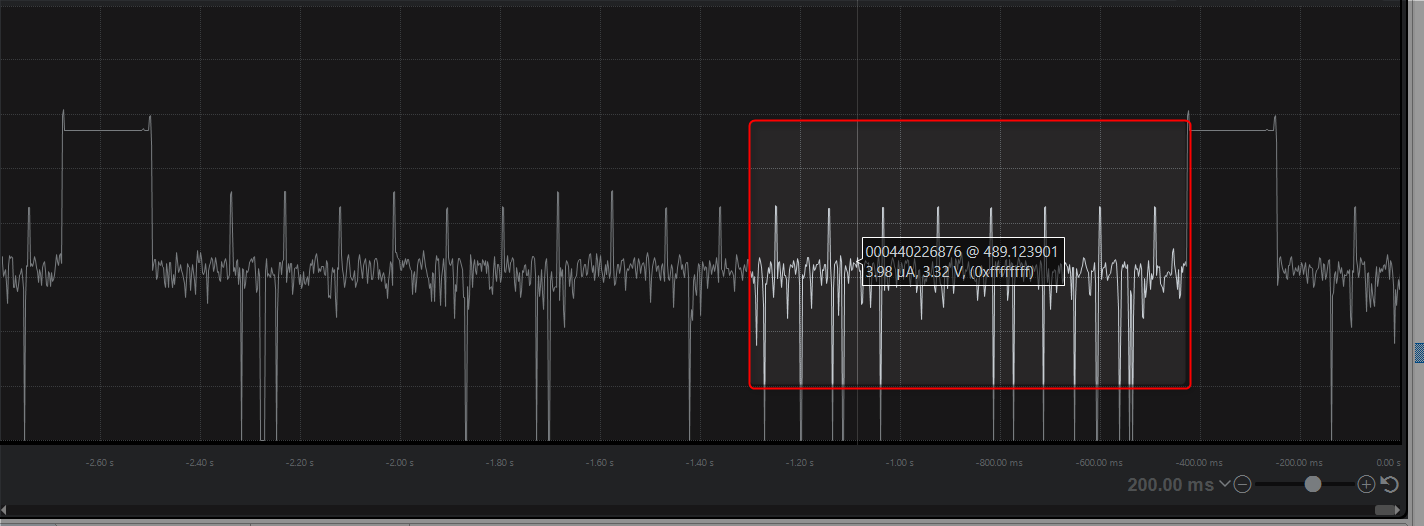 000440226876 @ 489.123901
3.98 µA, 3.32 V, (0xffffffff)
-2.60 s -2.40 s -2.20 s -2.00 s -1.80 s -1.60 s -1.40 s -1.20 s -1.00 s -800.00 ms -600.00 ms -400.00 ms -200.00 ms 0.00 s
200.00 ms